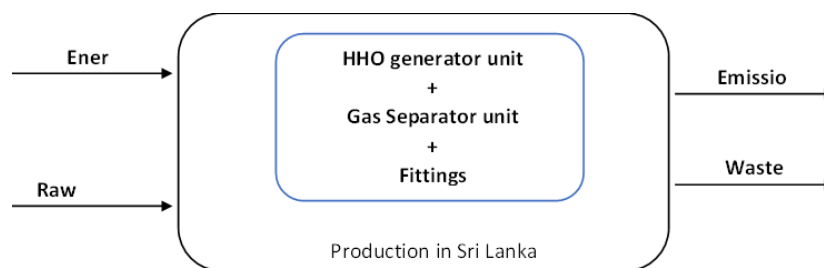 Ener
Raw
HHO generator unit
+
Gas Separator unit
+
Fittings
Production in Sri Lanka
Emissio
Waste